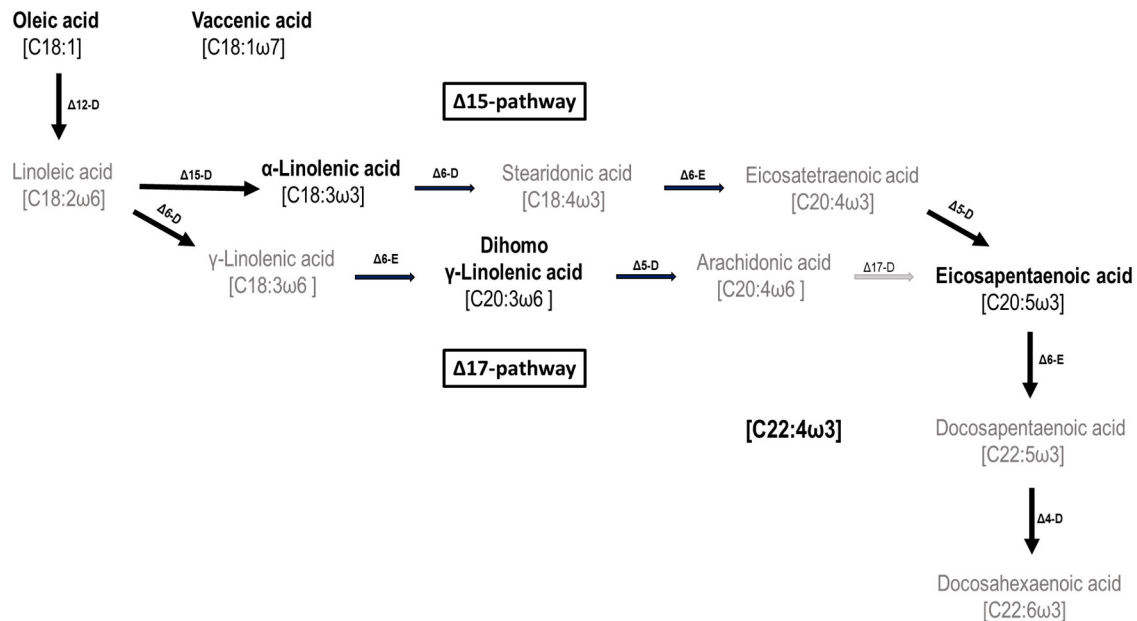 Oleic acid
[C18:1]
Vaccenic acid
[C18:1ω7]
Δ12-D
Δ15-pathway
Linoleic acid
[C18:2ω6]
Δ15-D
α-Linolenic acid
[C18:3ω3]
Δ6-D
Stearidonic acid
[C18:4ω3]
Δ6-E
Eicosatetraenoic acid
[C20:4ω3]
Δ5-D
Δ6-D
γ-Linolenic acid
[C18:3ω6 ]
Δ6-E
Dihomo
γ-Linolenic acid
[C20:3ω6 ]
Δ5-D
Arachidonic acid
[C20:4ω6 ]
Δ17-D
Eicosapentaenoic acid
[C20:5ω3]
Δ17-pathway
Δ6-E
[C22:4ω3]
Docosapentaenoic acid
[C22:5ω3]
Δ4-D
Docosahexaenoic acid
[C22:6ω3]